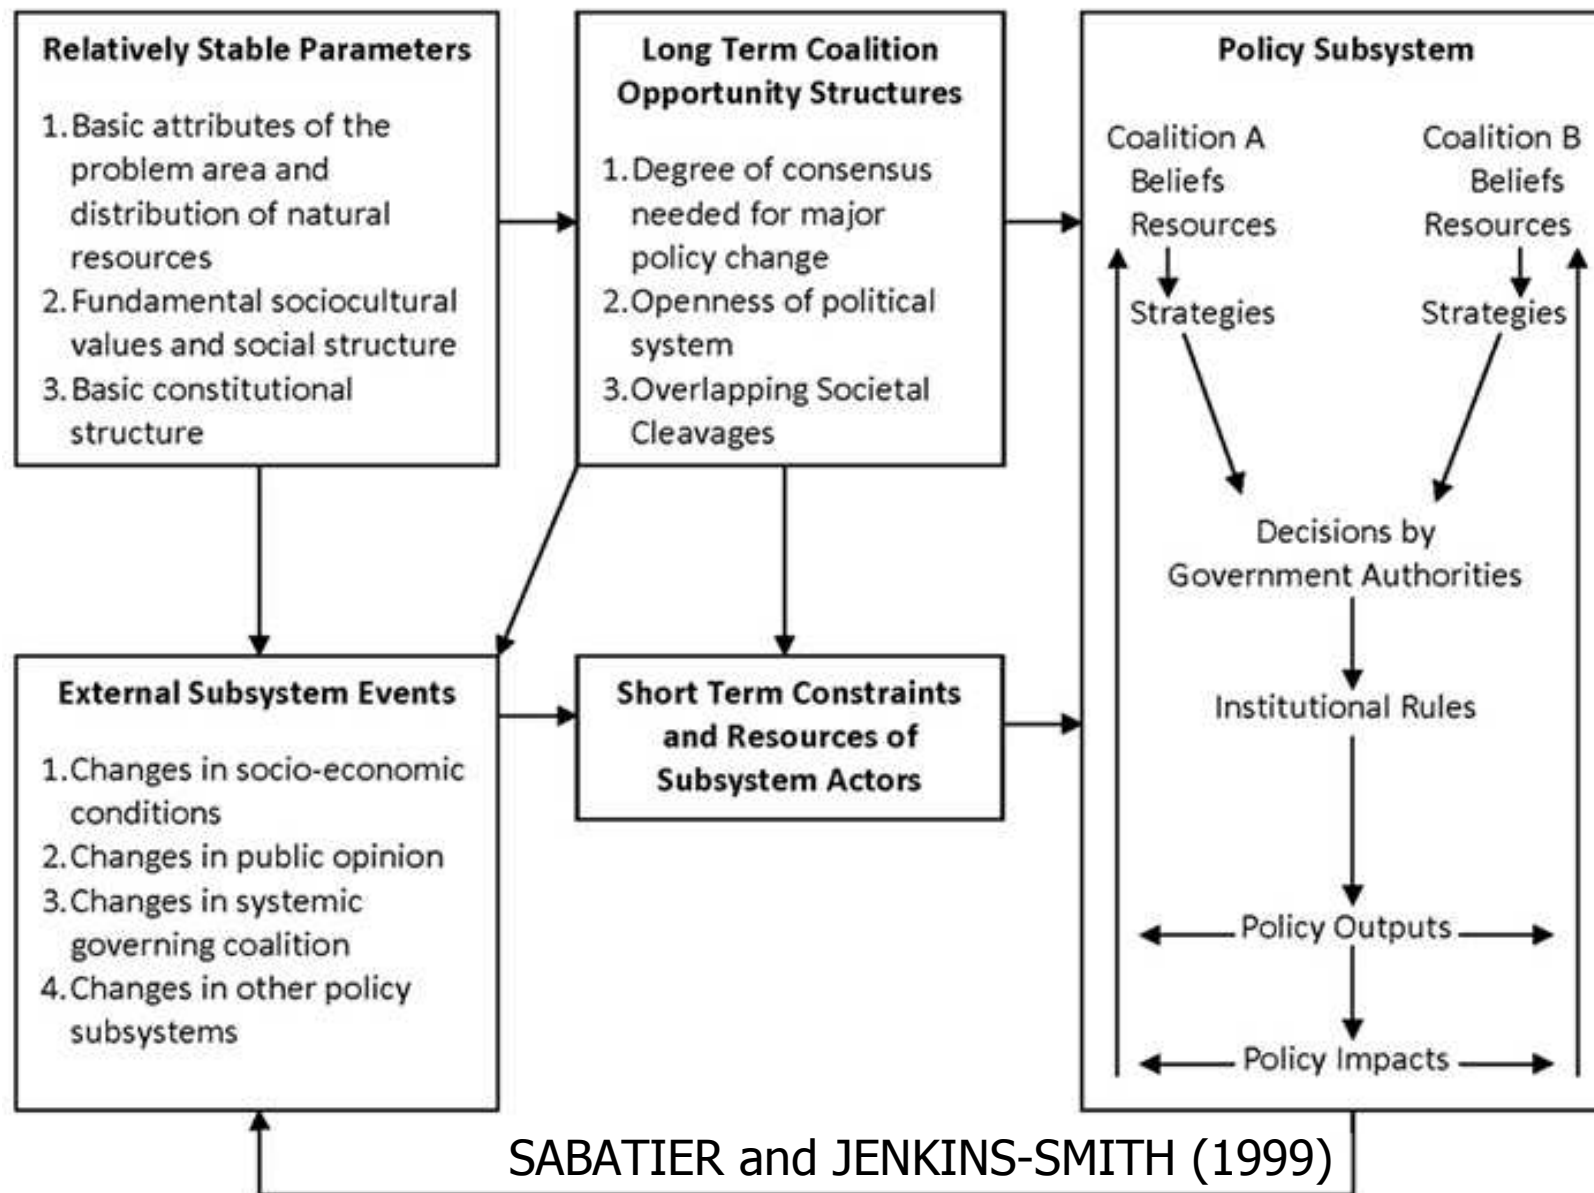 Relatively Stable Parameters
1. Basic attributes of the
problem area and
distribution of natural
resources
2. Fundamental sociocultural
values and social structure
3. Basic constitutional
structure
Long Term Coalition
Opportunity Structures
1. Degree of consensus
needed for major
policy change
2. Openness of political
system
3. Overlapping Societal
Cleavages
Policy Subsystem
Coalition A
Beliefs
Resources
Strategies
Coalition B
Beliefs
Resources
Strategies
Decisions by
Government Authorities
Institutional Rules
Policy Outputs
Policy Impacts
External Subsystem Events
1. Changes in socio-economic
conditions
2. Changes in public opinion
3. Changes in systemic
governing coalition
4. Changes in other policy
subsystems
Short Term Constraints
and Resources of
Subsystem Actors
SABATIER and JENKINS-SMITH (1999)